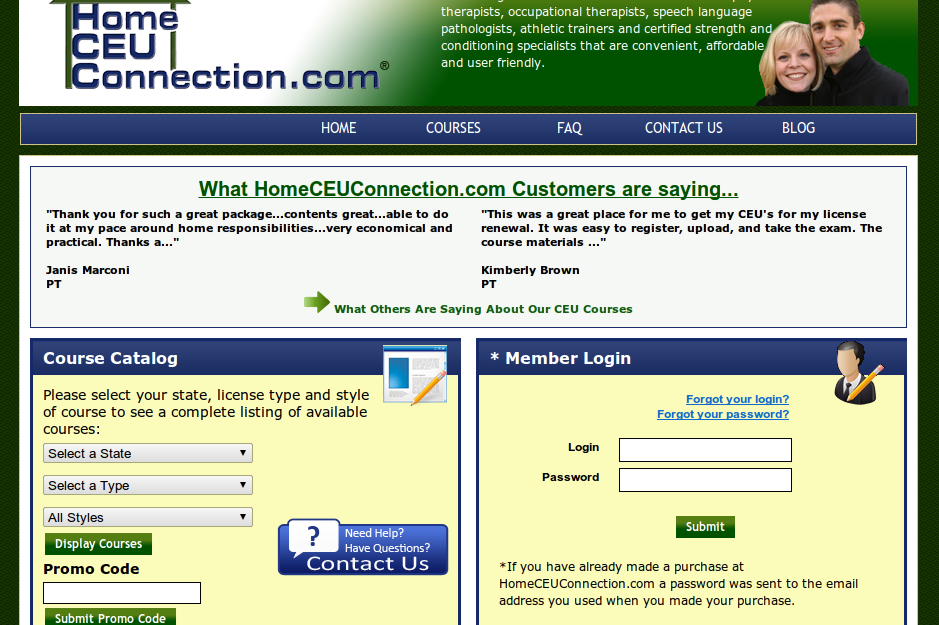 Home
CEU
Connection.com®
therapists, occupational therapists, speech language
pathologists, athletic trainers and certified strength and
conditioning specialists that are convenient, affordable
and user friendly.
HOME COURSES FAQ CONTACT US BLOG
What HomeCEUConnection.com Customers are saying...
"Thank you for such a great package...contents great...able to do
it at my pace around home responsibilities...very economical and
practical. Thanks a..."
Janis Marconi
PT
"This was a great place for me to get my CEU's for my license
renewal. It was easy to register, upload, and take the exam. The
course materials ..."
Kimberly Brown
PT
What Others Are Saying About Our CEU Courses
Course Catalog
Please select your state, license type and style
of course to see a complete listing of available
courses:
Select a State
Select a Type
All Styles
Display Courses
Need Help?
Have Questions?
Contact Us
Promo Code
Submit Promo Code
* Member Login
Forgot your login?
Forgot your password?
Login
Password
Submit
*If you have already made a purchase at
HomeCEUConnection.com a password was sent to the email
address you used when you made your purchase.